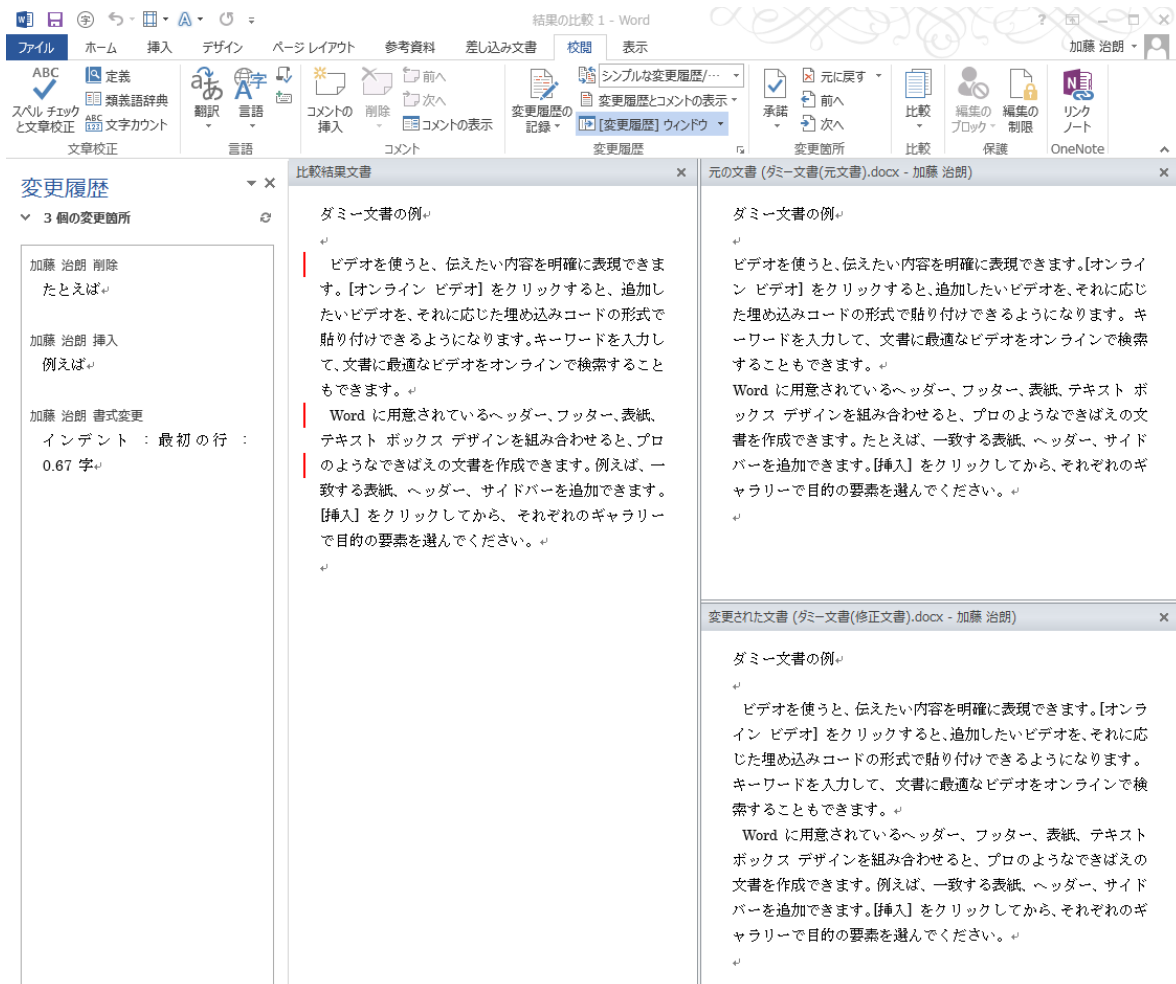 結果の比較 1 - Word
ファイル ホーム 挿入 デザイン ページ レイアウト 参考資料 差し込み文書 校閲 表示 加藤 治朗
ABC
スペル チェックと文章校正
定義
類義語辞典
文字カウント
文章校正
翻訳
言語
言語
コメントの挿入
削除
前へ
次へ
コメントの表示
コメント
変更履歴の記録
シンプルな変更履歴/…
変更履歴とコメントの表示
[変更履歴] ウィンドウ
変更履歴
承諾
元に戻す
前へ
次へ
変更箇所
比較
比較
編集のブロック
編集の制限
保護
リンクノート
OneNote
変更履歴
3 個の変更箇所
加藤 治朗 削除
たとえば
加藤 治朗 挿入
例えば
加藤 治朗 書式変更
インデント : 最初の行 :
0.67 字
比較結果文書
ダミー文書の例
ビデオを使うと、伝えたい内容を明確に表現できま
す。[オンライン ビデオ] をクリックすると、追加し
たいビデオを、それに応じた埋め込みコードの形式で
貼り付けできるようになります。キーワードを入力し
て、文書に最適なビデオをオンラインで検索すること
もできます。
Word に用意されているヘッダー、フッター、表紙、
テキスト ボックス デザインを組み合わせると、プロ
のようなできばえの文書を作成できます。例えば、一
致する表紙、ヘッダー、サイドバーを追加できます。
[挿入] をクリックしてから、それぞれのギャラリー
で目的の要素を選んでください。
元の文書 (ダミー文書(元文書).docx - 加藤 治朗)
ダミー文書の例
ビデオを使うと、伝えたい内容を明確に表現できます。[オンライ
ン ビデオ] をクリックすると、追加したいビデオを、それに応じ
た埋め込みコードの形式で貼り付けできるようになります。キ
ーワードを入力して、文書に最適なビデオをオンラインで検索
することもできます。
Word に用意されているヘッダー、フッター、表紙、テキスト ボ
ックス デザインを組み合わせると、プロのようなできばえの文
書を作成できます。たとえば、一致する表紙、ヘッダー、サイド
バーを追加できます。[挿入] をクリックしてから、それぞれのギ
ャラリーで目的の要素を選んでください。
変更された文書 (ダミー文書(修正文書).docx - 加藤 治朗)
ダミー文書の例
ビデオを使うと、伝えたい内容を明確に表現できます。[オンラ
イン ビデオ] をクリックすると、追加したいビデオを、それに応
じた埋め込みコードの形式で貼り付けできるようになります。
キーワードを入力して、文書に最適なビデオをオンラインで検
索することもできます。
Word に用意されているヘッダー、フッター、表紙、テキスト
ボックス デザインを組み合わせると、プロのようなできばえの
文書を作成できます。例えば、一致する表紙、ヘッダー、サイド
バーを追加できます。[挿入] をクリックしてから、それぞれのギ
ャラリーで目的の要素を選んでください。